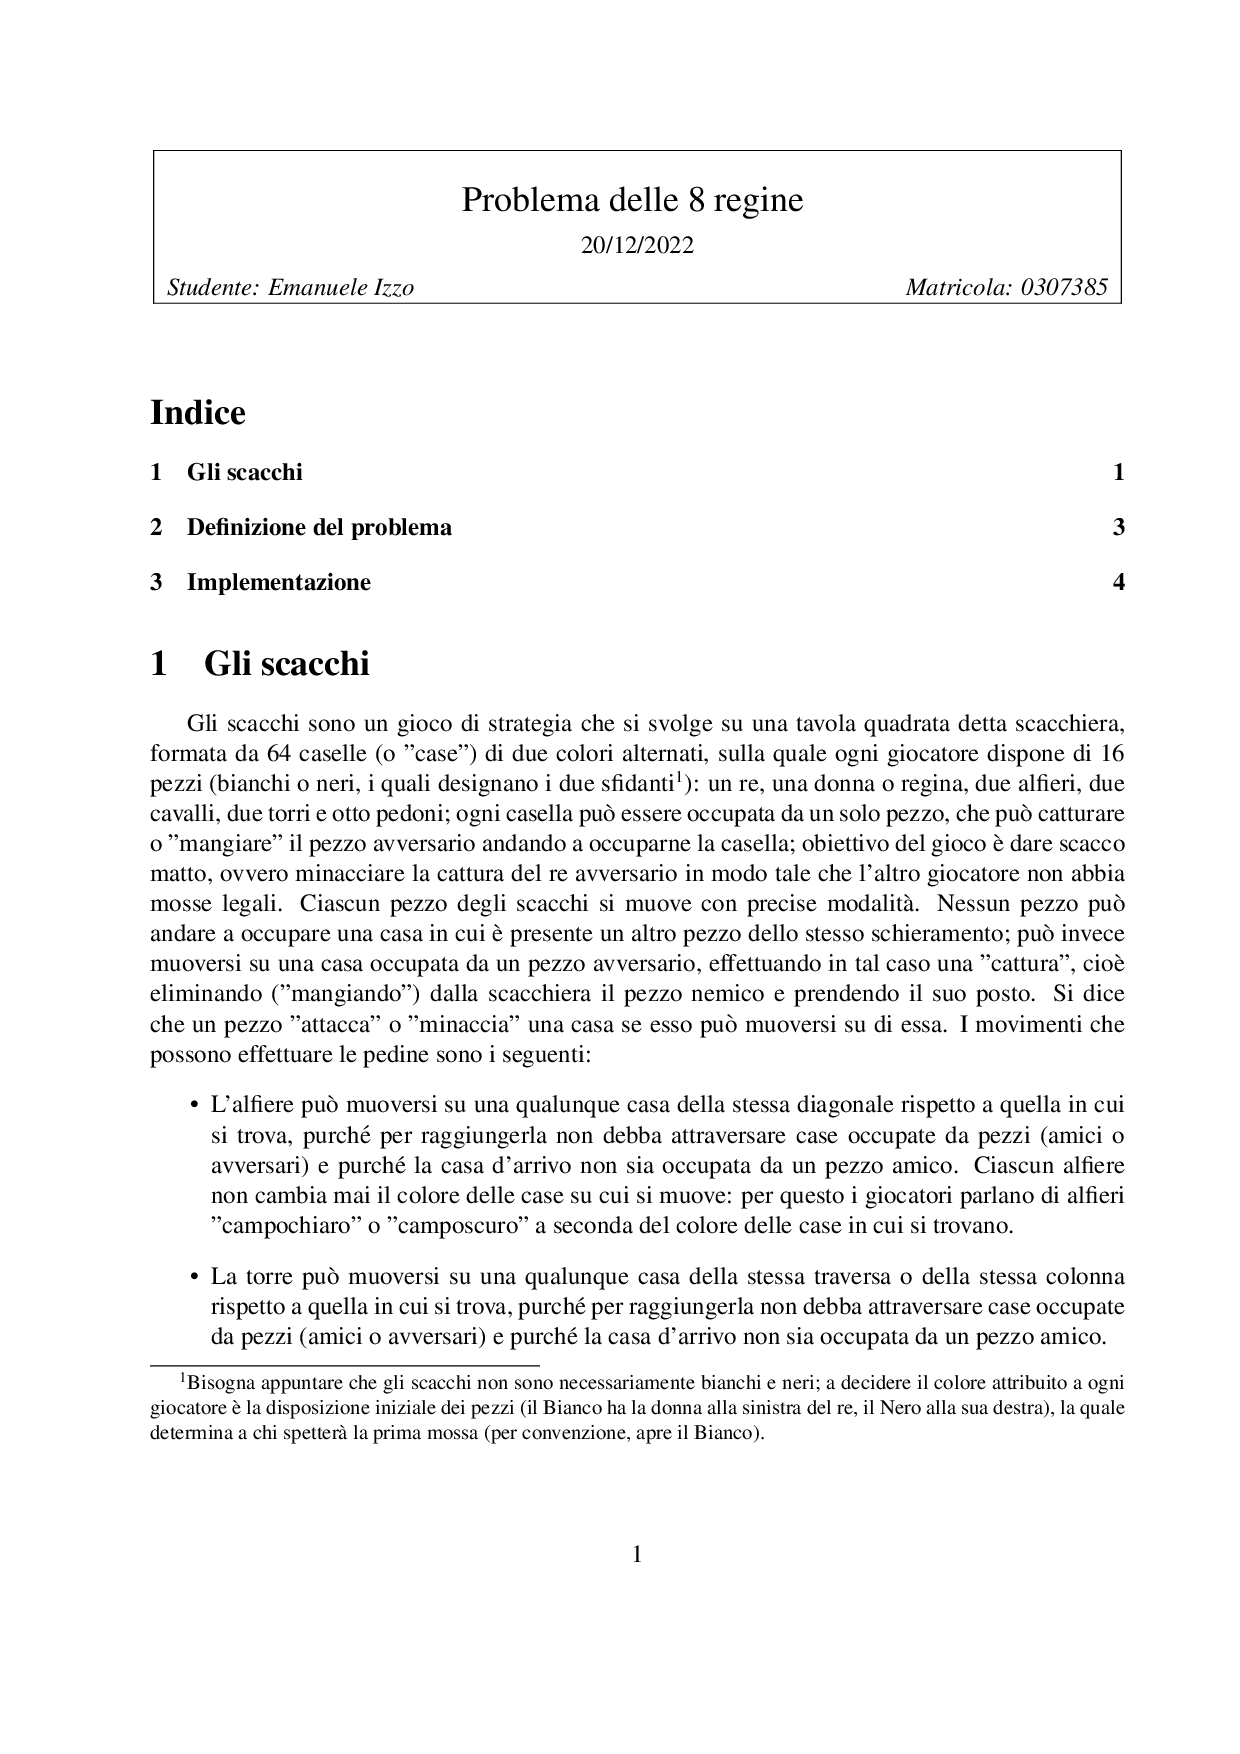 Problema delle 8 regine
20/12/2022
Studente: Emanuele Izzo Matricola: 0307385
Indice
1 Gli scacchi 1
2 Definizione del problema 3
3 Implementazione 4
1 Gli scacchi
Gli scacchi sono un gioco di strategia che si svolge su una tavola quadrata detta scacchiera,
formata da 64 caselle (o ”case”) di due colori alternati, sulla quale ogni giocatore dispone di 16
pezzi (bianchi o neri, i quali designano i due sfidanti¹): un re, una donna o regina, due alfieri, due
cavalli, due torri e otto pedoni; ogni casella può essere occupata da un solo pezzo, che può catturare
o ”mangiare” il pezzo avversario andando a occuparne la casella; obiettivo del gioco è dare scacco
matto, ovvero minacciare la cattura del re avversario in modo tale che l’altro giocatore non abbia
mosse legali. Ciascun pezzo degli scacchi si muove con precise modalità. Nessun pezzo può
andare a occupare una casa in cui è presente un altro pezzo dello stesso schieramento; può invece
muoversi su una casa occupata da un pezzo avversario, effettuando in tal caso una ”cattura”, cioè
eliminando (”mangiando”) dalla scacchiera il pezzo nemico e prendendo il suo posto. Si dice
che un pezzo ”attacca” o ”minaccia” una casa se esso può muoversi su di essa. I movimenti che
possono effettuare le pedine sono i seguenti:
• L’alfiere può muoversi su una qualunque casa della stessa diagonale rispetto a quella in cui
si trova, purché per raggiungerla non debba attraversare case occupate da pezzi (amici o
avversari) e purché la casa d’arrivo non sia occupata da un pezzo amico. Ciascun alfiere
non cambia mai il colore delle case su cui si muove: per questo i giocatori parlano di alfieri
”campochiaro” o ”camposcuro” a seconda del colore delle case in cui si trovano.
• La torre può muoversi su una qualunque casa della stessa traversa o della stessa colonna
rispetto a quella in cui si trova, purché per raggiungerla non debba attraversare case occupate
da pezzi (amici o avversari) e purché la casa d’arrivo non sia occupata da un pezzo amico.
¹Bisogna appuntare che gli scacchi non sono necessariamente bianchi e neri; a decidere il colore attribuito a ogni
giocatore è la disposizione iniziale dei pezzi (il Bianco ha la donna alla sinistra del re, il Nero alla sua destra), la quale
determina a chi spetterà la prima mossa (per convenzione, apre il Bianco).
1